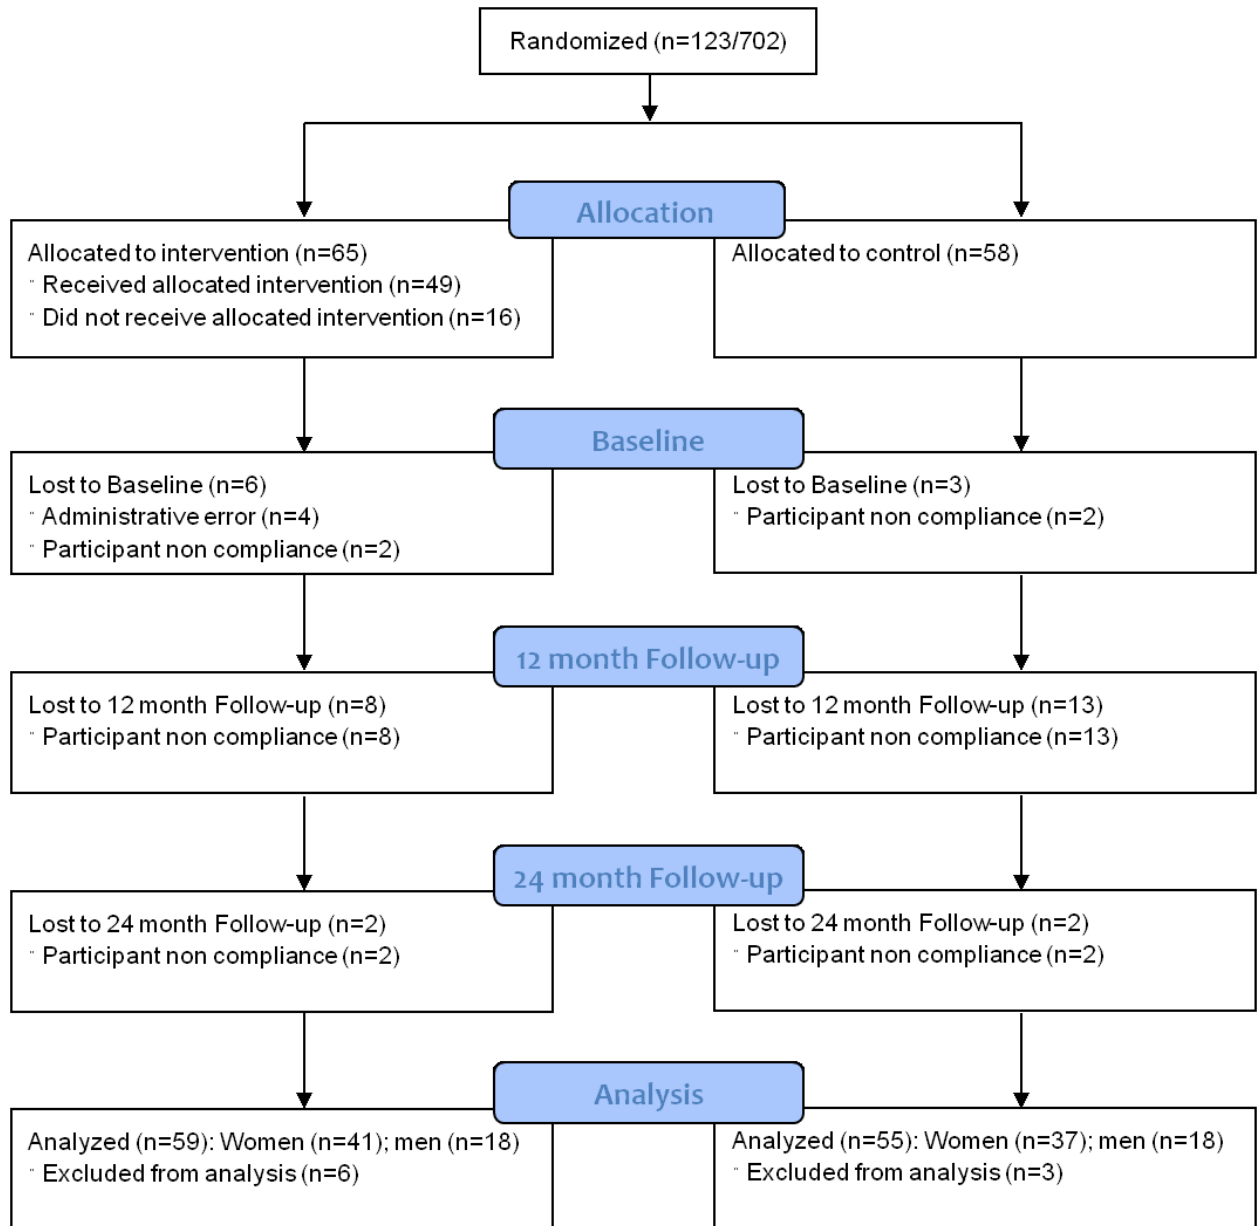 Randomized (n=123/702)
Allocation
Allocated to intervention (n=65)
¨ Received allocated intervention (n=49)
¨ Did not receive allocated intervention (n=16)
Allocated to control (n=58)
Baseline
Lost to Baseline (n=6)
¨ Administrative error (n=4)
¨ Participant non compliance (n=2)
Lost to Baseline (n=3)
¨ Participant non compliance (n=2)
12 month Follow-up
Lost to 12 month Follow-up (n=8)
¨ Participant non compliance (n=8)
Lost to 12 month Follow-up (n=13)
¨ Participant non compliance (n=13)
24 month Follow-up
Lost to 24 month Follow-up (n=2)
¨ Participant non compliance (n=2)
Lost to 24 month Follow-up (n=2)
¨ Participant non compliance (n=2)
Analysis
Analyzed (n=59): Women (n=41); men (n=18)
¨ Excluded from analysis (n=6)
Analyzed (n=55): Women (n=37); men (n=18)
¨ Excluded from analysis (n=3)